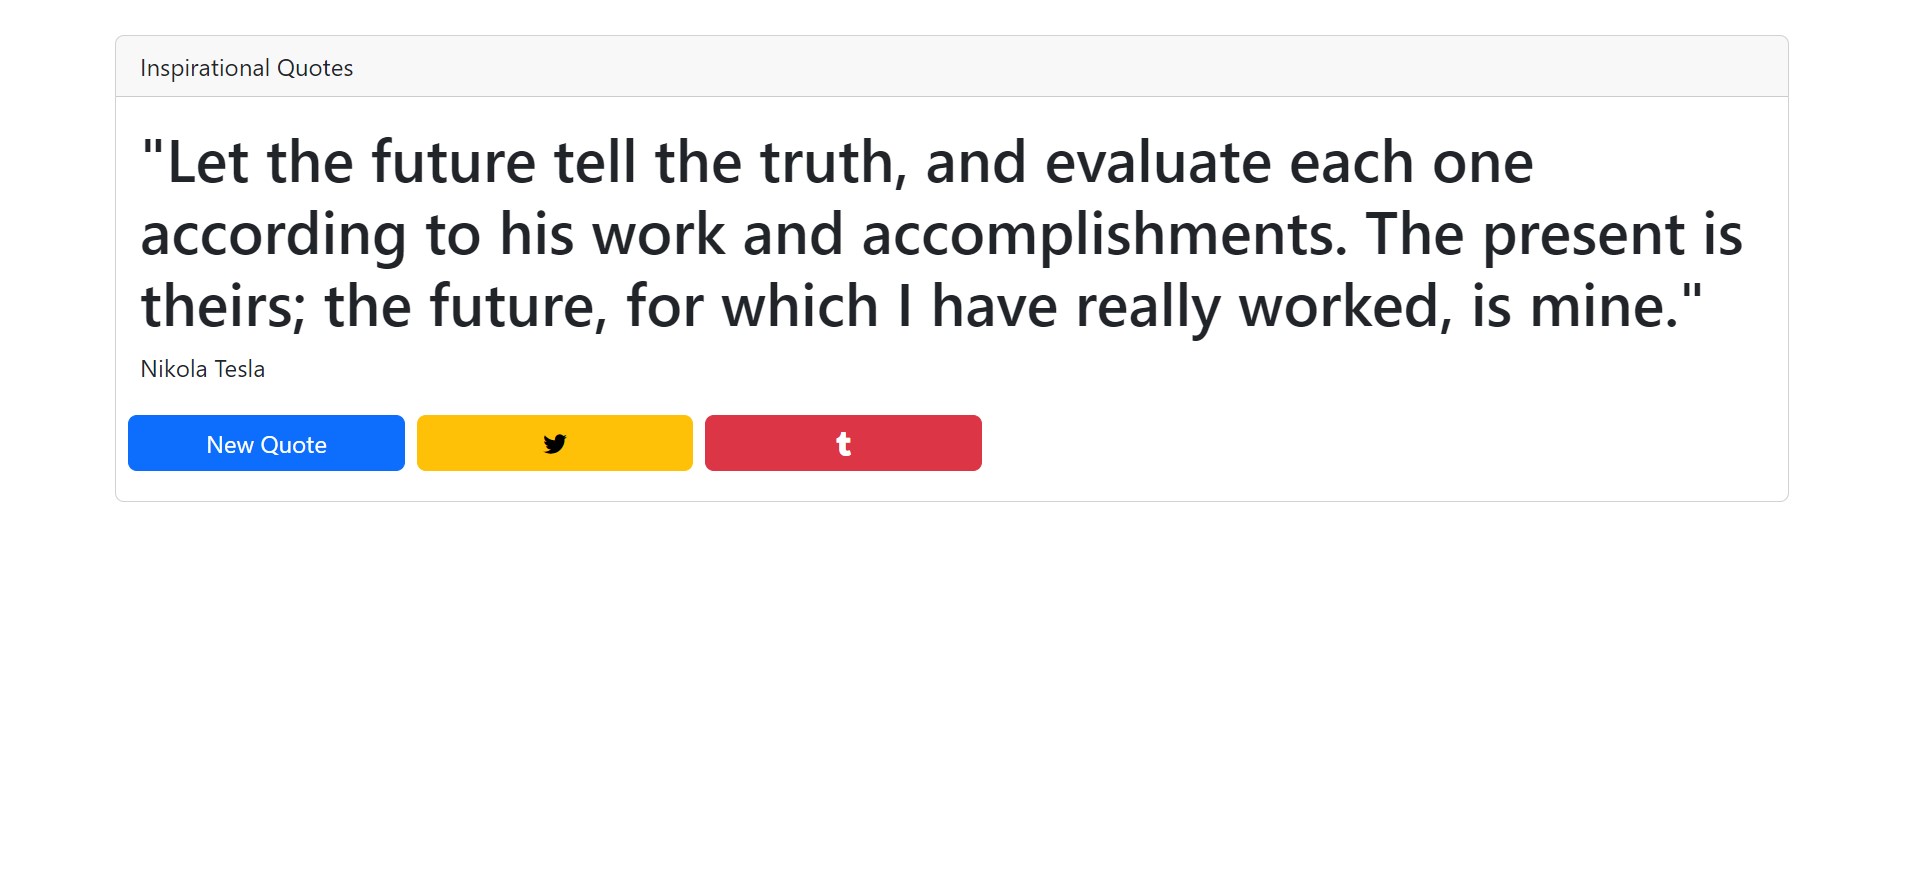 Inspirational Quotes
"Let the future tell the truth, and evaluate each one
according to his work and accomplishments. The present is
theirs; the future, for which I have really worked, is mine."
Nikola Tesla
New Quote
t